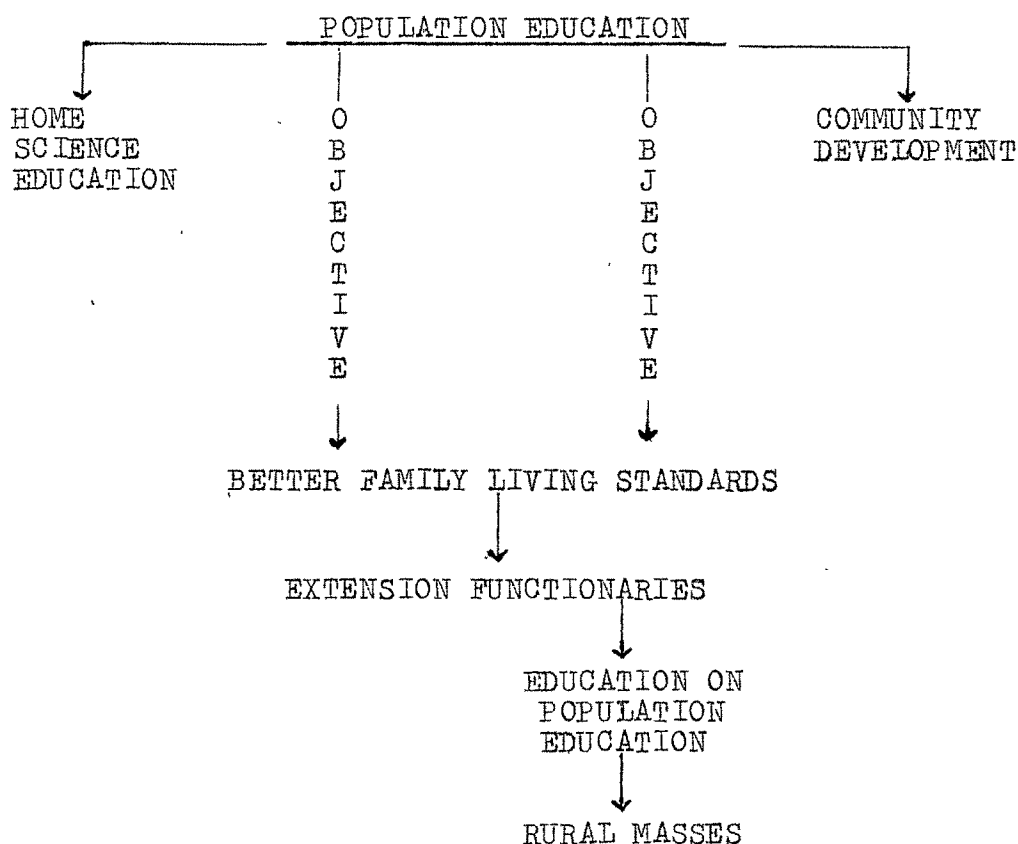 POPULATION EDUCATION
HOME
SCIENCE
EDUCATION
OBJECTIVE
OBJECTIVE
COMMUNITY
DEVELOPMENT
BETTER FAMILY LIVING STANDARDS
EXTENSION FUNCTIONARIES
EDUCATION ON
POPULATION
EDUCATION
RURAL MASSES